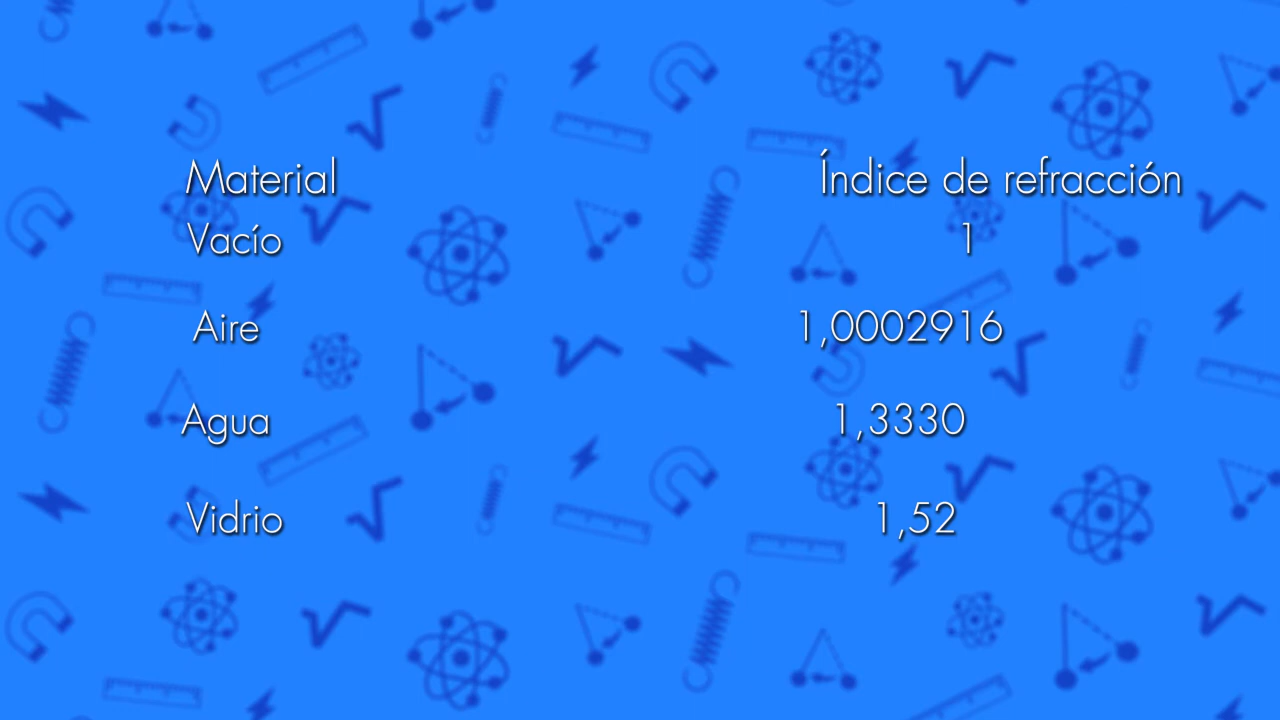 Material Índice de refracción
Vacío 1
Aire 1,0002916
Agua 1,3330
Vidrio 1,52